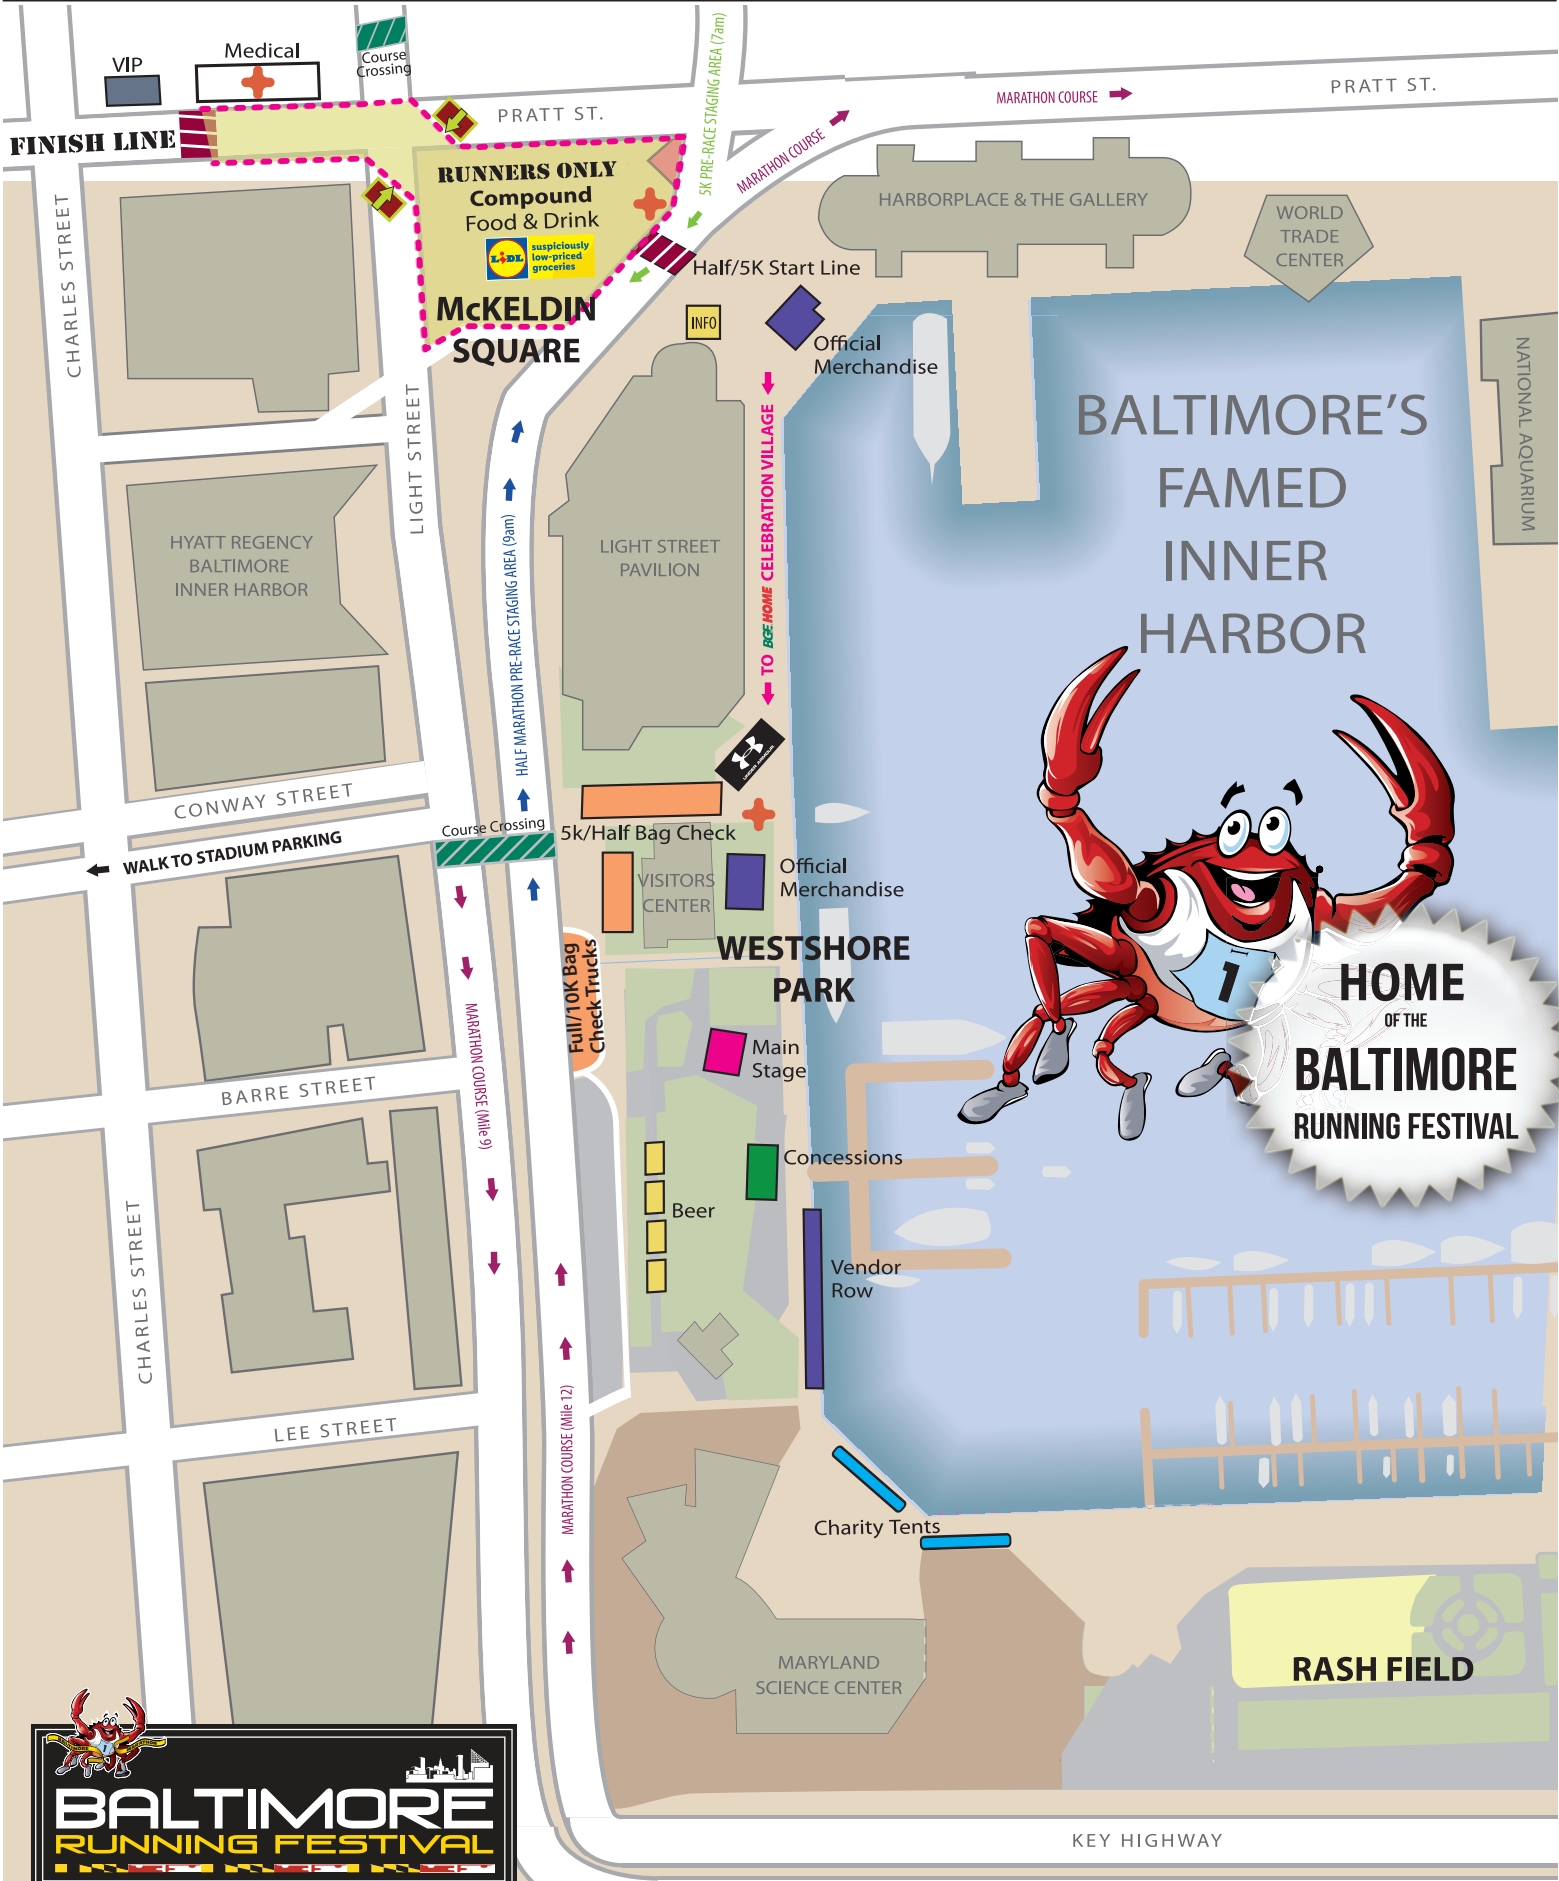 VIP
Medical
Course
Crossing
FINISH LINE
PRATT ST.
5K PRE-RACE STAGING AREA (7am)
MARATHON COURSE
MARATHON COURSE
PRATT ST.
RUNNERS ONLY
Compound
Food & Drink
LIDL
suspiciously
low-priced
groceries
McKELDIN
SQUARE
Half/5K Start Line
INFO
Official
Merchandise
HARBORPLACE & THE GALLERY
WORLD
TRADE
CENTER
NATIONAL AQUARIUM
CHARLES STREET
LIGHT STREET
BALTIMORE'S
FAMED
INNER
HARBOR
HYATT REGENCY
BALTIMORE
INNER HARBOR
HALF MARATHON PRE-RACE STAGING AREA (9am)
LIGHT STREET
PAVILION
TO BGE HOME CELEBRATION VILLAGE
UNDER ARMOUR
CONWAY STREET
WALK TO STADIUM PARKING
Course Crossing
5k/Half Bag Check
VISITORS
CENTER
Official
Merchandise
WESTSHORE
PARK
Full/10K Bag
Check Trucks
MARATHON COURSE (Mile 9)
Main
Stage
1
HOME
OF THE
BALTIMORE
RUNNING FESTIVAL
BARRE STREET
Concessions
Beer
Vendor
Row
CHARLES STREET
LEE STREET
MARATHON COURSE (Mile 12)
Charity Tents
MARYLAND
SCIENCE CENTER
RASH FIELD
BALTIMORE
RUNNING FESTIVAL
KEY HIGHWAY